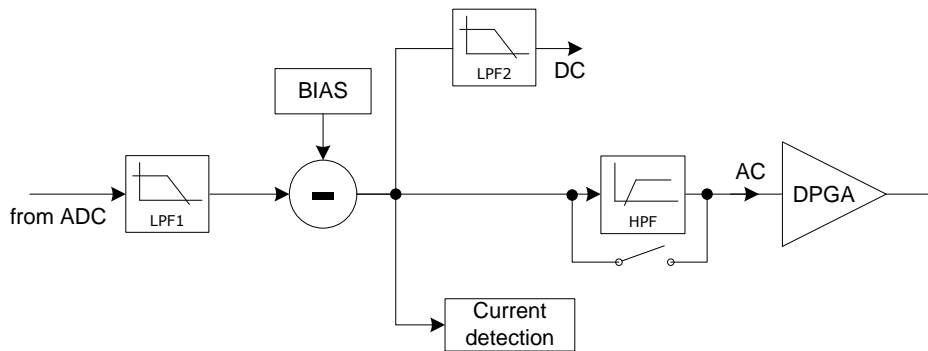 LPF2
DC
BIAS
from ADC
LPF1
HPF
AC
DPGA
Current
detection